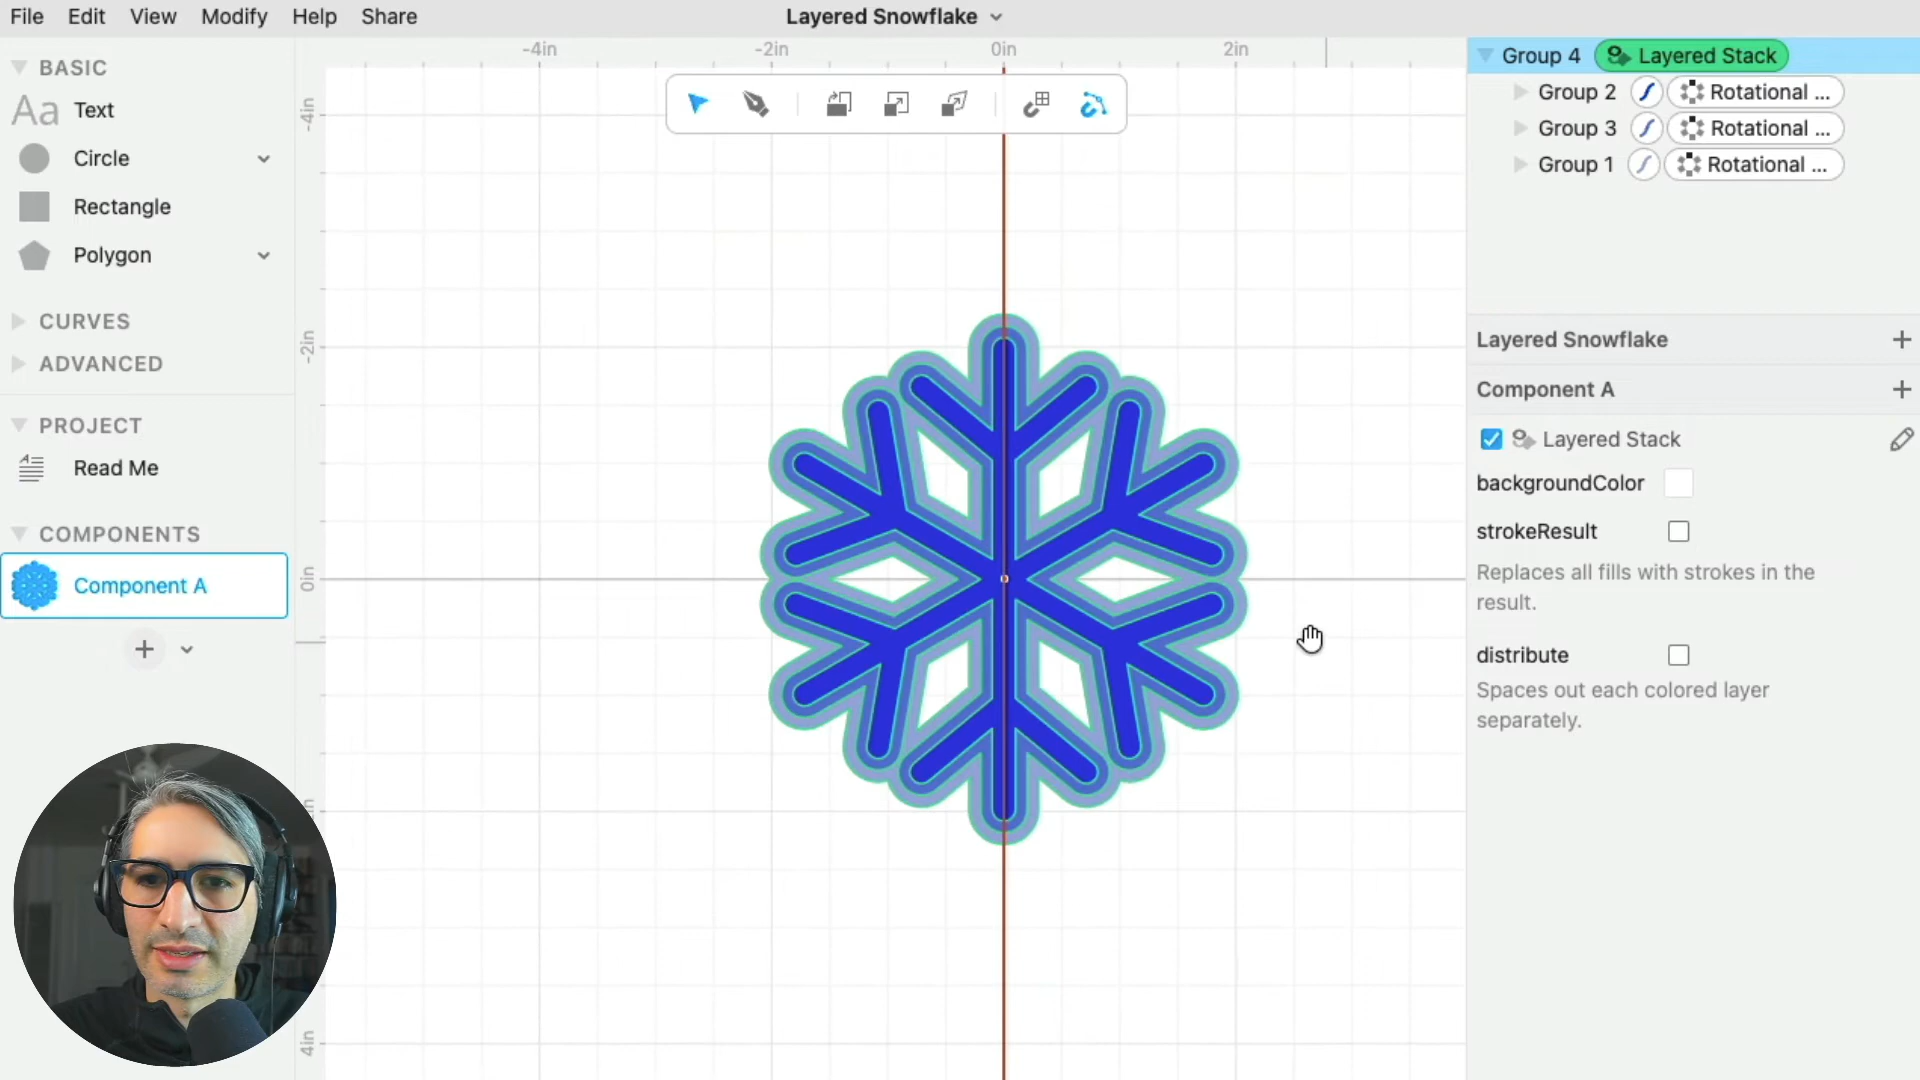 File Edit View Modify Help Share
Layered Snowflake
BASIC
Aa Text
Circle
Rectangle
Polygon
CURVES
ADVANCED
PROJECT
Read Me
COMPONENTS
Component A
-4in -2in 0in 2in
-4in
-2in
0in
in
4in
Group 4 Layered Stack
Group 2 Rotational ...
Group 3 Rotational ...
Group 1 Rotational ...
Layered Snowflake
Component A
Layered Stack
backgroundColor
strokeResult
Replaces all fills with strokes in the
result.
distribute
Spaces out each colored layer
separately.